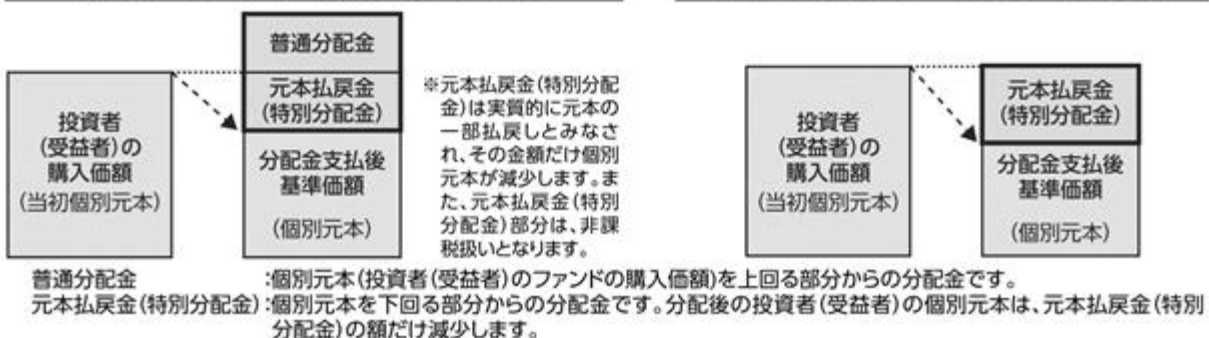 普通分配金
元本払戻金
(特別分配金)
投資者
(受益者)の
購入価額
(当初個別元本)
分配金支払後
基準価額
(個別元本)
※元本払戻金(特別分配
金)は実質的に元本の
一部払戻しとみなさ
れ、その金額だけ個別
元本が減少します。ま
た、元本払戻金(特別
分配金)部分は、非課
税扱いとなります。
投資者
(受益者)の
購入価額
(当初個別元本)
元本払戻金
(特別分配金)
分配金支払後
基準価額
(個別元本)
普通分配金 :個別元本(投資者(受益者)のファンドの購入価額)を上回る部分からの分配金です。
元本払戻金(特別分配金):個別元本を下回る部分からの分配金です。分配後の投資者(受益者)の個別元本は、元本払戻金(特別
分配金)の額だけ減少します。